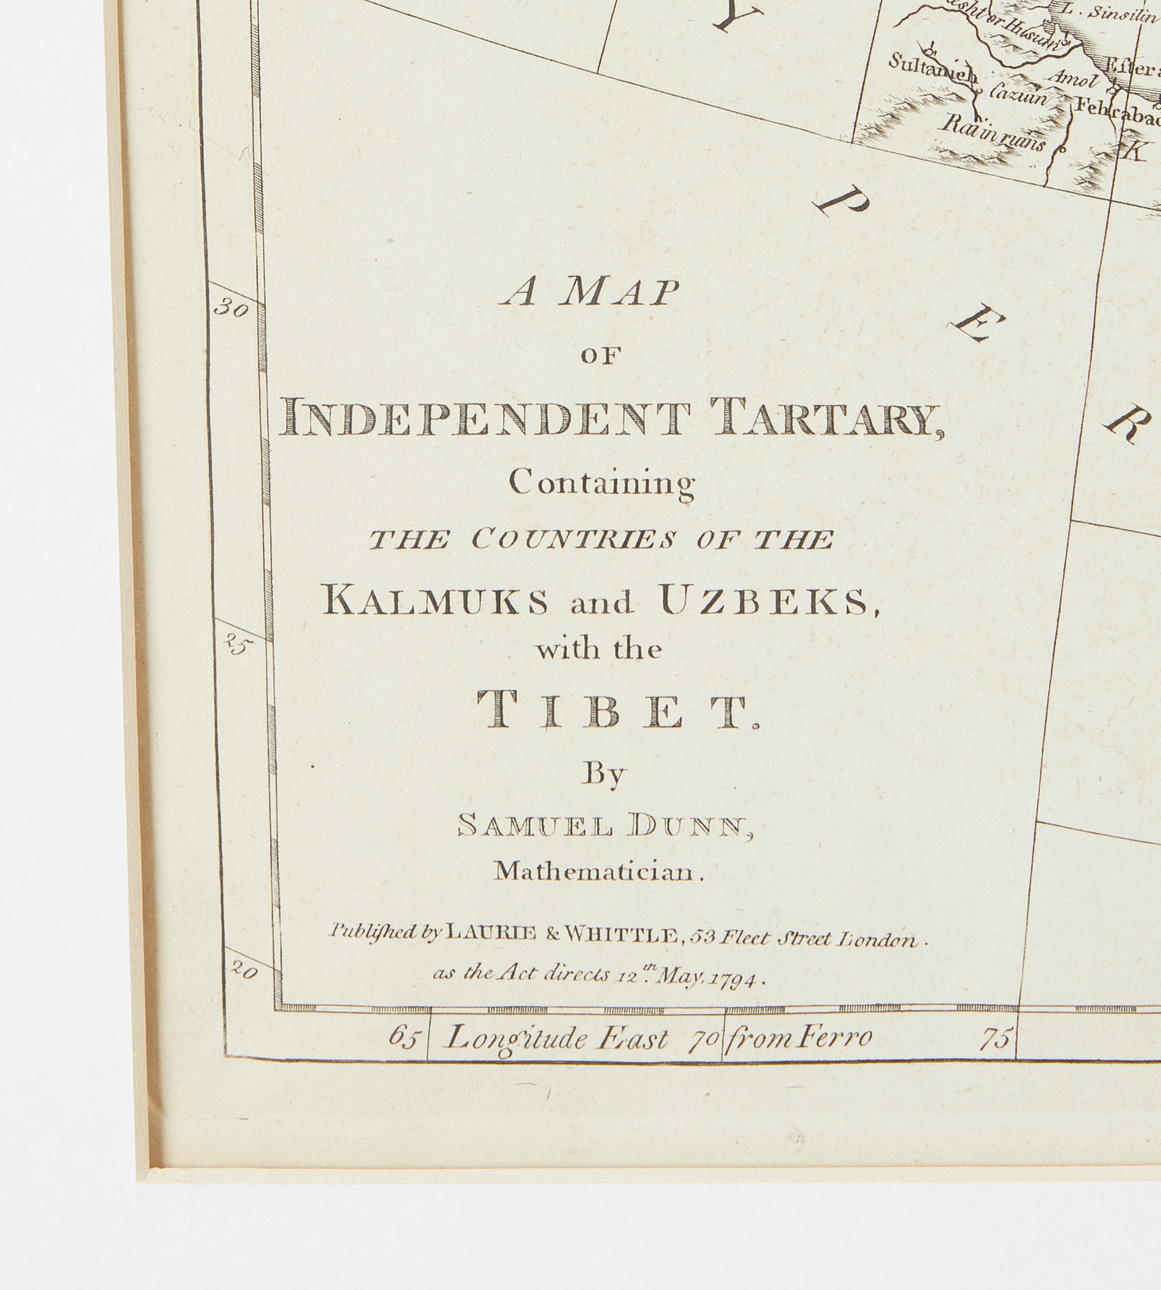 Y
L. Sinsilin
Sultanieh
Cazuin
Amol
Rai in ruins
K
P
E
R
30
25
20
A MAP
OF
INDEPENDENT TARTARY,
Containing
THE COUNTRIES OF THE
KALMUKS and UZBEKS,
with the
TIBET.
By
SAMUEL DUNN,
Mathematician.
Publiſhed by LAURIE & WHITTLE, 53 Fleet Street London.
as the Act directs 12th. May, 1794.
65 Longitude East 70 from Ferro 75